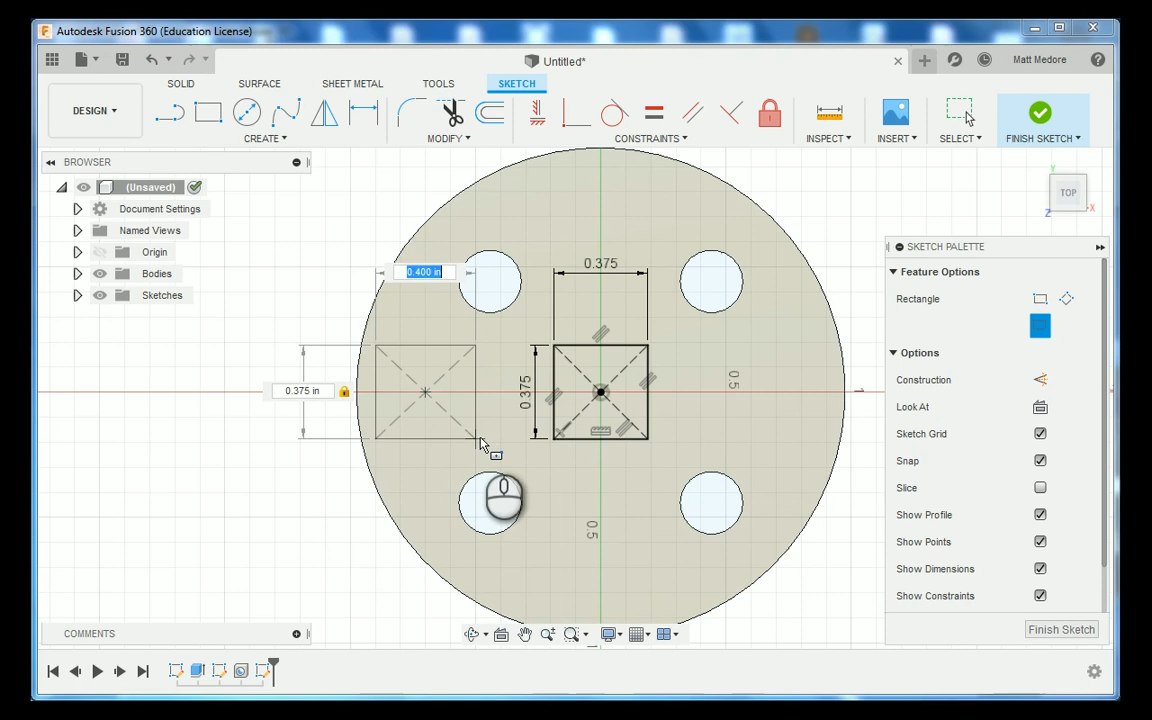 Autodesk Fusion 360 (Education License)
Untitled*
Matt Medore
DESIGN
SOLID
SURFACE
SHEET METAL
TOOLS
SKETCH
CREATE
MODIFY
CONSTRAINTS
INSPECT
INSERT
SELECT
FINISH SKETCH
BROWSER
(Unsaved)
Document Settings
Named Views
Origin
Bodies
Sketches
0.400 in
0.375
0.375 in
0.375
0.5
0.5
1
Y
TOP
X
Z
SKETCH PALETTE
Feature Options
Rectangle
Options
Construction
Look At
Sketch Grid
Snap
Slice
Show Profile
Show Points
Show Dimensions
Show Constraints
Finish Sketch
COMMENTS